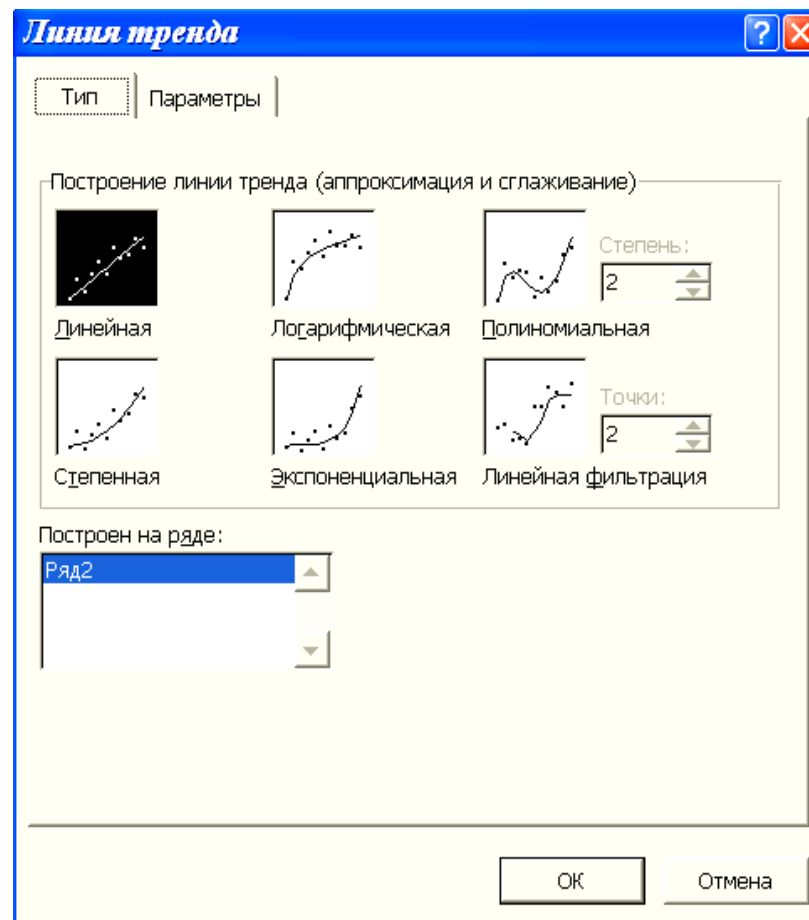 Линия тренда
Тип Параметры
Построение линии тренда (аппроксимация и сглаживание)
Степень:
2
Линейная Логарифмическая Полиномиальная
Точки:
2
Степенная Экспоненциальная Линейная фильтрация
Построен на ряде:
Ряд2
ОК Отмена